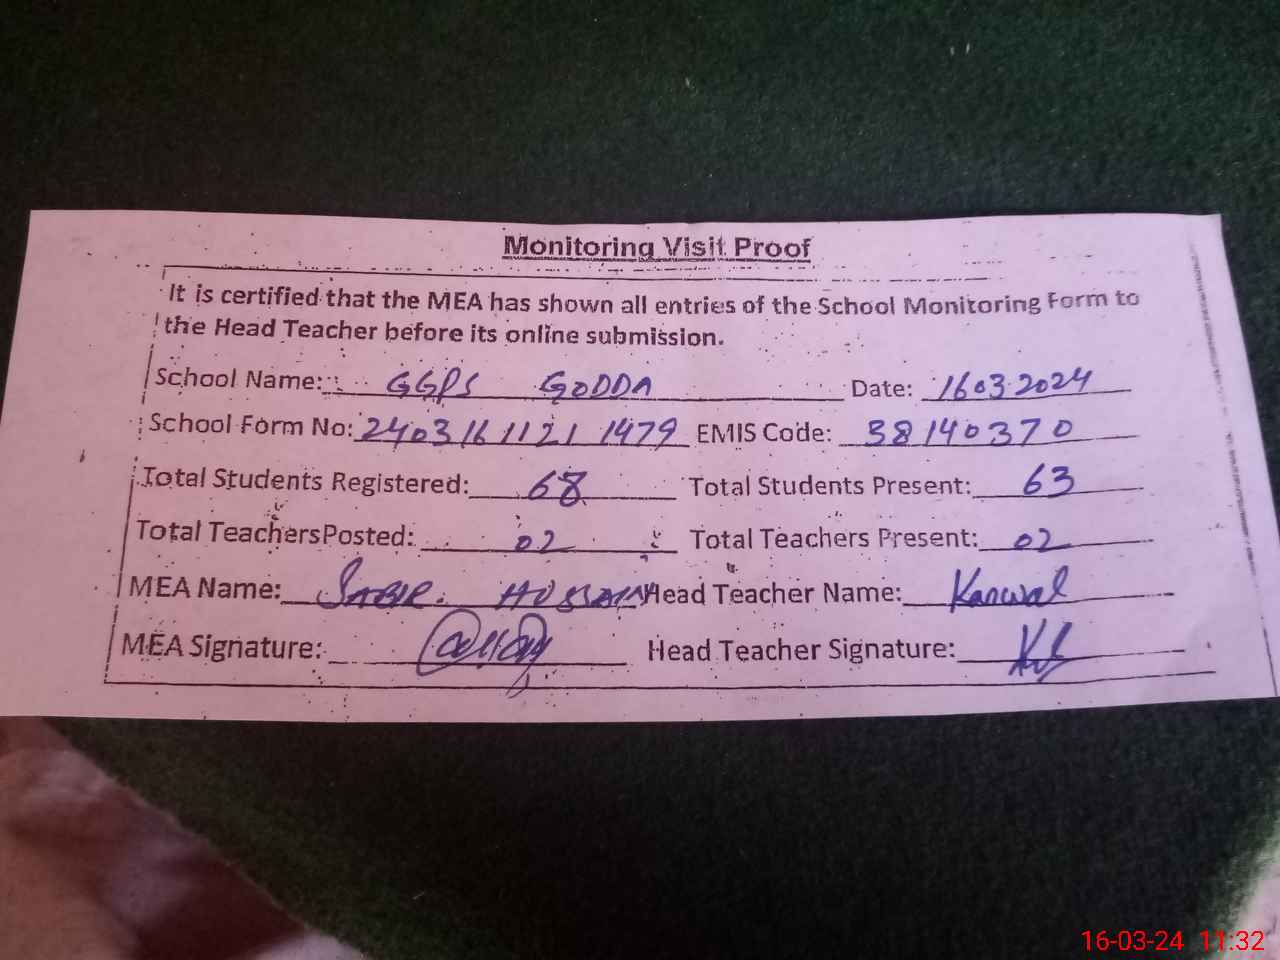 Monitoring Visit Proof
It is certified that the MEA has shown all entries of the School Monitoring Form to
the Head Teacher before its online submission.
School Name: GGPS GODDA Date: 16.03.2024
School Form No: 2403161121 1479 EMIS Code: 38140370
Total Students Registered: 68 Total Students Present: 63
Total TeachersPosted: 02 Total Teachers Present: 02
MEA Name: SABIR. HUSSAIN Head Teacher Name: Kanwal
MEA Signature: Head Teacher Signature:
16-03-24 11:32